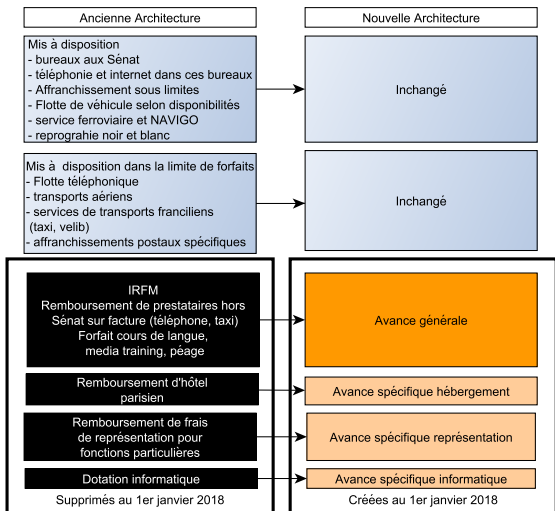 Ancienne Architecture
Nouvelle Architecture
Mis à disposition
- bureaux aux Sénat
- téléphonie et internet dans ces bureaux
- Affranchissement sous limites
- Flotte de véhicule selon disponibilités
- service ferroviaire et NAVIGO
- reprograhie noir et blanc
Inchangé
Mis à disposition dans la limite de forfaits
- Flotte téléphonique
- transports aériens
- services de transports franciliens
(taxi, velib)
- affranchissements postaux spécifiques
Inchangé
IRFM
Remboursement de prestataires hors
Sénat sur facture (téléphone, taxi)
Forfait cours de langue,
media training, péage
Avance générale
Remboursement d'hôtel
parisien
Avance spécifique hébergement
Remboursement de frais
de représentation pour
fonctions particulières
Avance spécifique représentation
Dotation informatique
Avance spécifique informatique
Supprimés au 1er janvier 2018
Créées au 1er janvier 2018